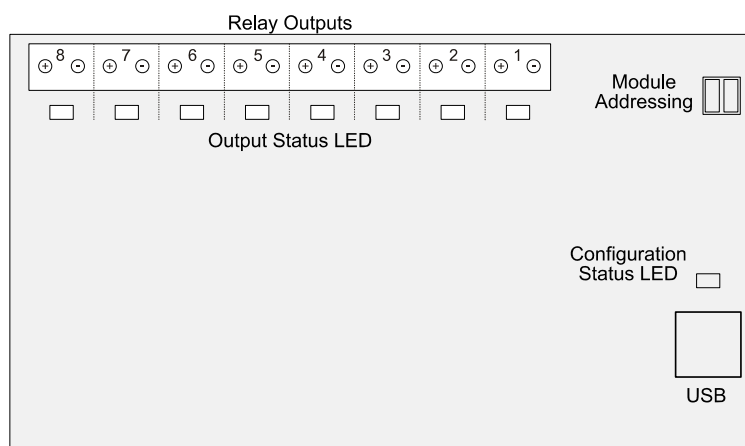 Relay Outputs
⊕ 8 ⊖ ⊕ 7 ⊖ ⊕ 6 ⊖ ⊕ 5 ⊖ ⊕ 4 ⊖ ⊕ 3 ⊖ ⊕ 2 ⊖ ⊕ 1 ⊖
Module
Addressing
Output Status LED
Configuration
Status LED
USB